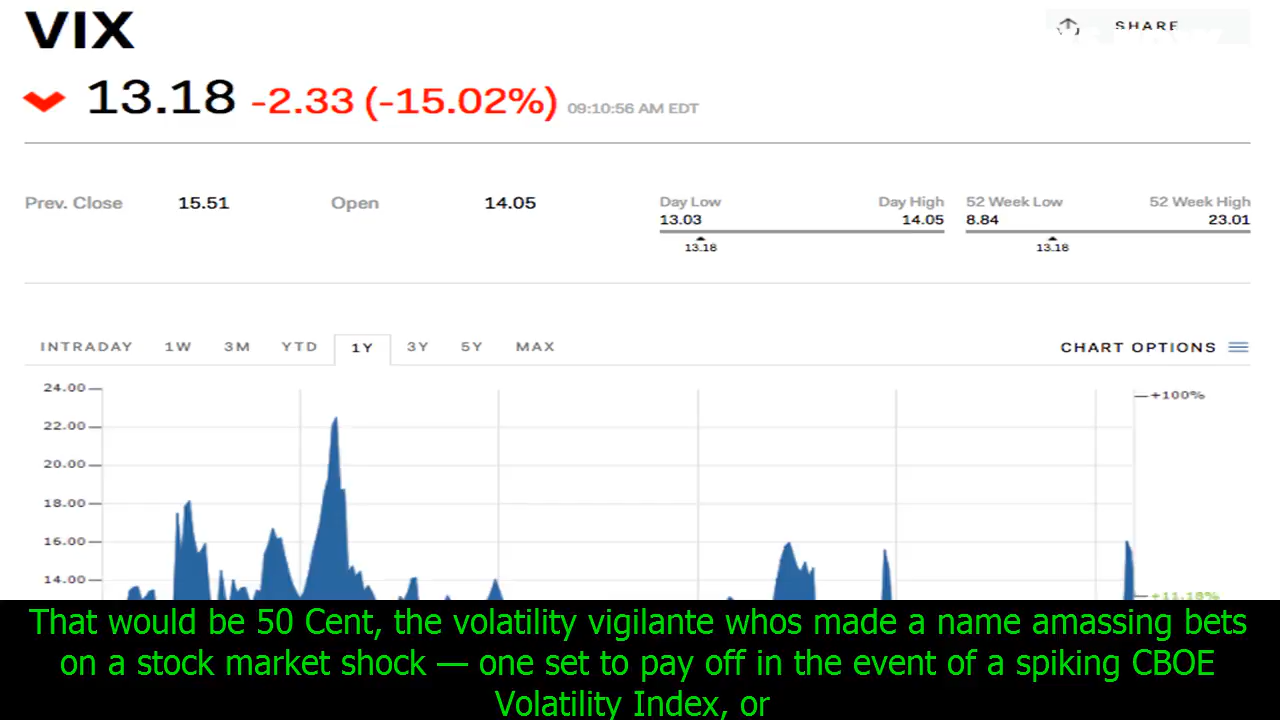 VIX
SHARE
13.18 -2.33 (-15.02%) 09:10:56 AM EDT
Prev. Close 15.51 Open 14.05
Day Low Day High 52 Week Low 52 Week High
13.03 14.05 8.84 23.01
13.18 13.18
INTRADAY 1W 3M YTD 1Y 3Y 5Y MAX CHART OPTIONS
24.00
+100%
22.00
20.00
18.00
16.00
14.00
+11.18%
That would be 50 Cent, the volatility vigilante whos made a name amassing bets
on a stock market shock — one set to pay off in the event of a spiking CBOE
Volatility Index, or